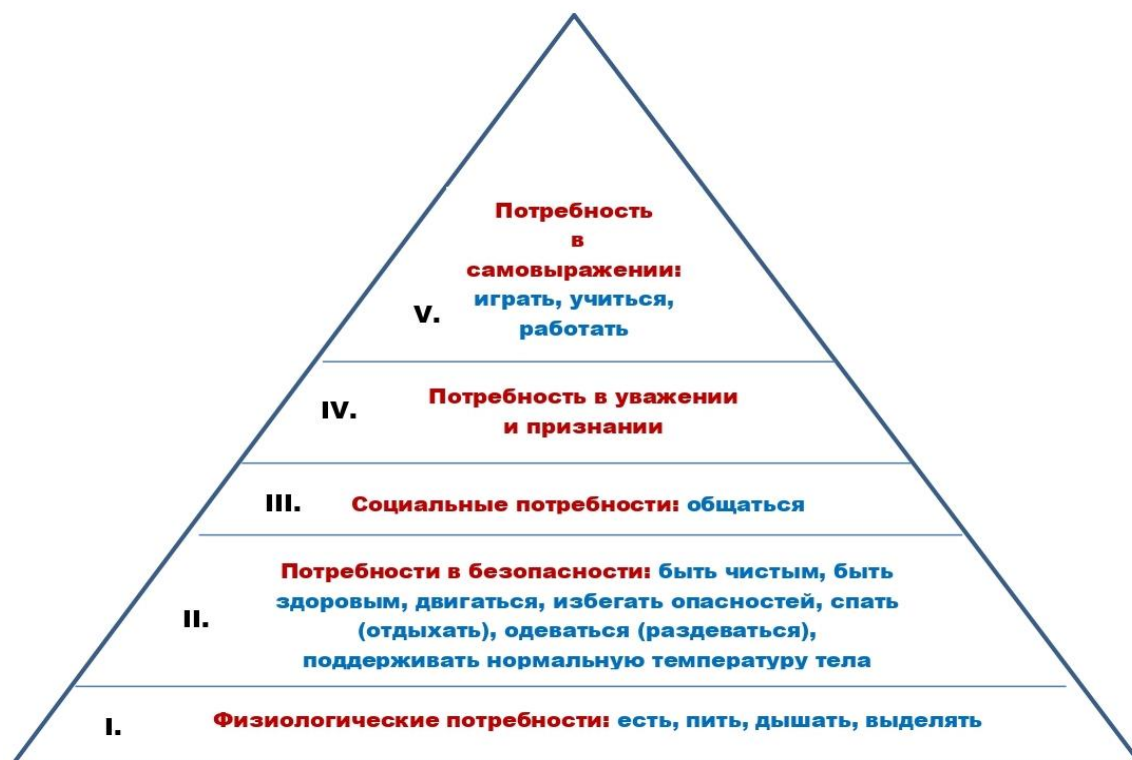 Потребность
в
самовыражении:
V. играть, учиться,
работать
IV. Потребность в уважении
и признании
III. Социальные потребности: общаться
Потребности в безопасности: быть чистым, быть
здоровым, двигаться, избегать опасностей, спать
II. (отдыхать), одеваться (раздеваться),
поддерживать нормальную температуру тела
I. Физиологические потребности: есть, пить, дышать, выделять